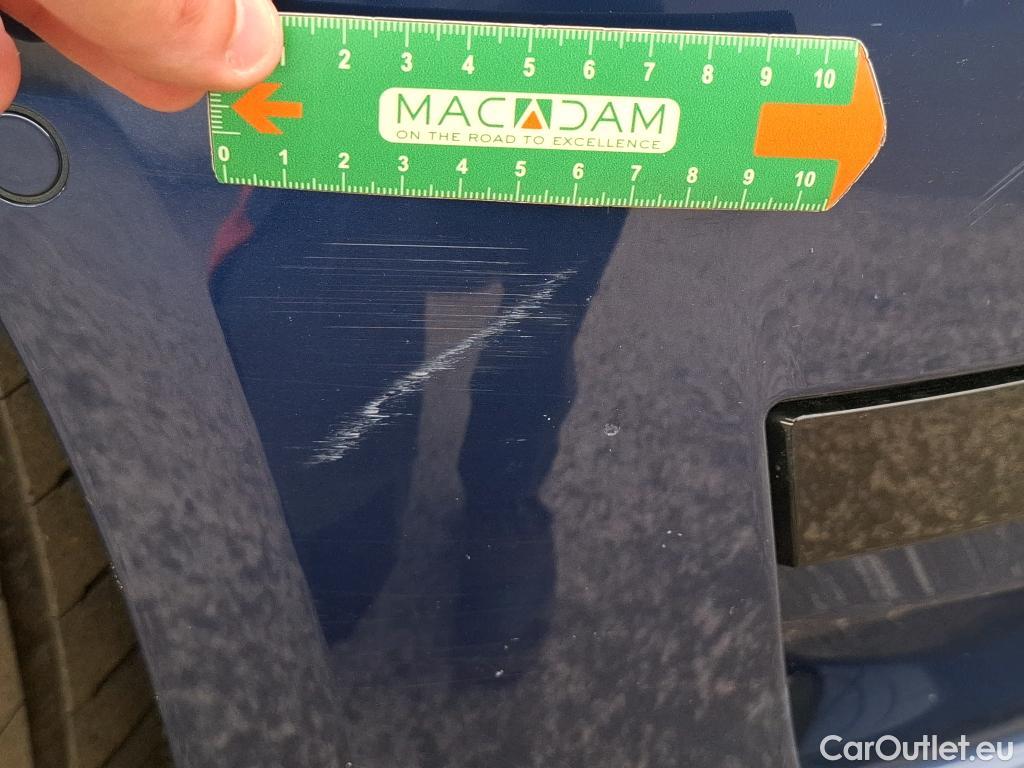 1 2 3 4 5 6 7 8 9 10
MACADAM
ON THE ROAD TO EXCELLENCE
0 1 2 3 4 5 6 7 8 9 10
CarOutlet.eu